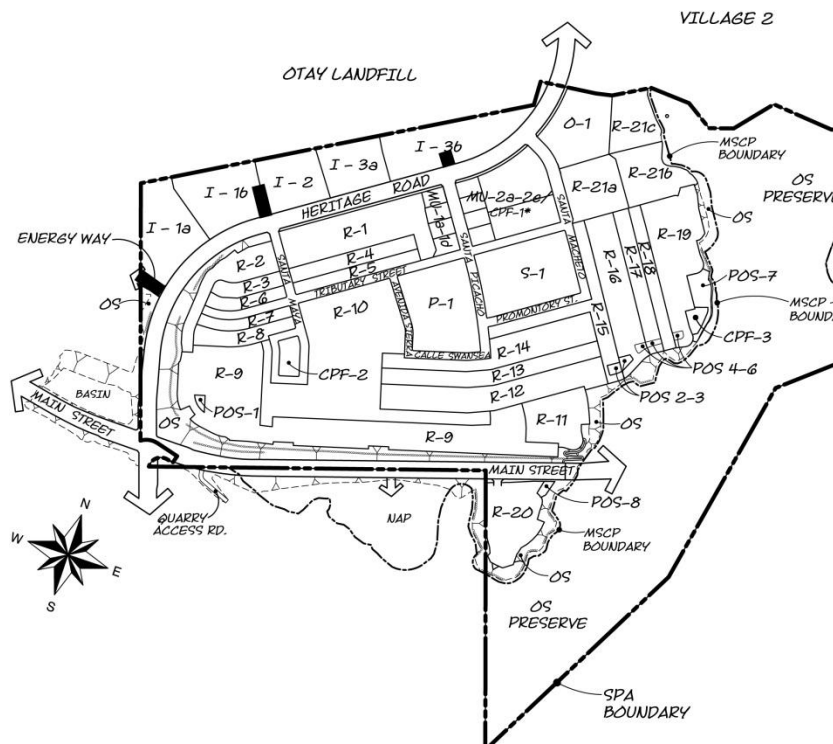 VILLAGE 2
OTAY LANDFILL
O-1
R-21c
I - 3b
I - 3a
I - 2
I - 1b
I - 1a
MSCP
BOUNDARY
OS
PRESERVE
HERITAGE ROAD
R-21b
R-21a
MU-2a-2e/
CPF-1*
MU-1a-1d
SANTA
MACHETO
OS
ENERGY WAY
R-1
R-19
R-2
R-4
R-5
SANTA
PICACHO
S-1
R-16
R-17
R-18
R-3
SANTA
MAYA
TRIBUTARY STREET
R-6
R-10
AVENIDA SIERRA
P-1
POS-7
OS
R-7
PROMONTORY ST.
R-15
MSCP
BOUND
R-8
CALLE SWANSEA
R-14
CPF-3
R-9
CPF-2
R-13
POS 4-6
R-12
POS 2-3
BASIN
MAIN STREET
POS-1
OS
R-11
OS
R-9
MAIN STREET
QUARRY
ACCESS RD.
NAP
R-20
POS-8
MSCP
BOUNDARY
OS
N
W
E
S
OS
PRESERVE
SPA
BOUNDARY